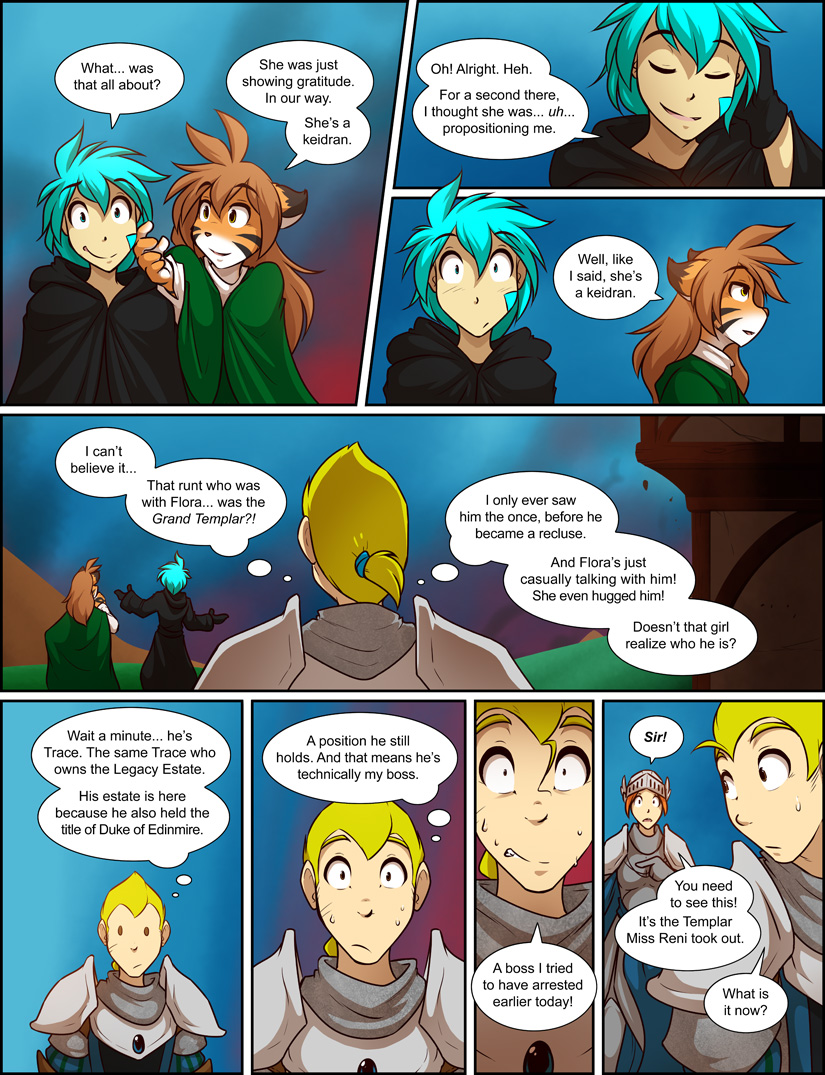 What... was
that all about?
She was just
showing gratitude.
In our way.
She's a
keidran.
Oh! Alright. Heh.
For a second there,
I thought she was... uh...
propositioning me.
Well, like
I said, she's
a keidran.
I can't
believe it...
That runt who was
with Flora... was the
Grand Templar?!
I only ever saw
him the once, before he
became a recluse.
And Flora's just
casually talking with him!
She even hugged him!
Doesn't that girl
realize who he is?
Wait a minute... he's
Trace. The same Trace who
owns the Legacy Estate.
His estate is here
because he also held the
title of Duke of Edinmire.
A position he still
holds. And that means he's
technically my boss.
A boss I tried
to have arrested
earlier today!
Sir!
You need
to see this!
It's the Templar
Miss Reni took out.
What is
it now?